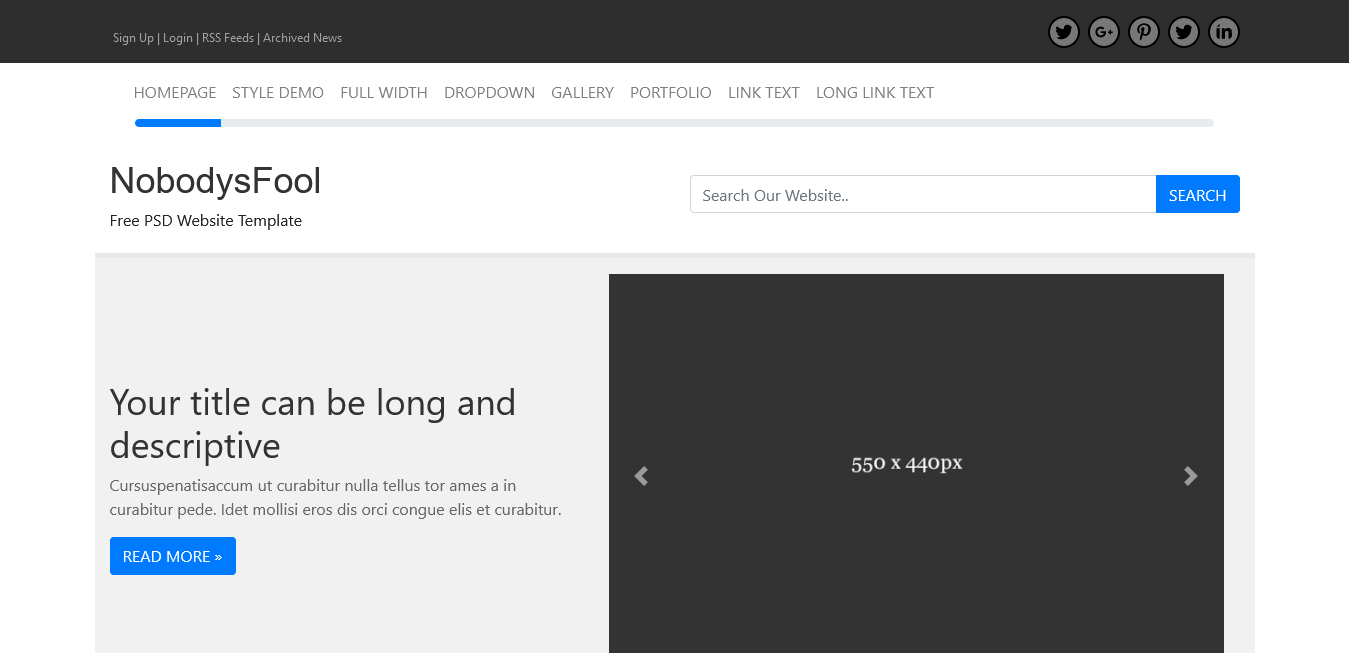 Sign Up | Login | RSS Feeds | Archived News
HOMEPAGE STYLE DEMO FULL WIDTH DROPDOWN GALLERY PORTFOLIO LINK TEXT LONG LINK TEXT
NobodysFool
Free PSD Website Template
Search Our Website..
SEARCH
Your title can be long and
descriptive
Cursuspenatisaccum ut curabitur nulla tellus tor ames a in
curabitur pede. Idet mollisi eros dis orci congue elis et curabitur.
READ MORE »
550 x 440px